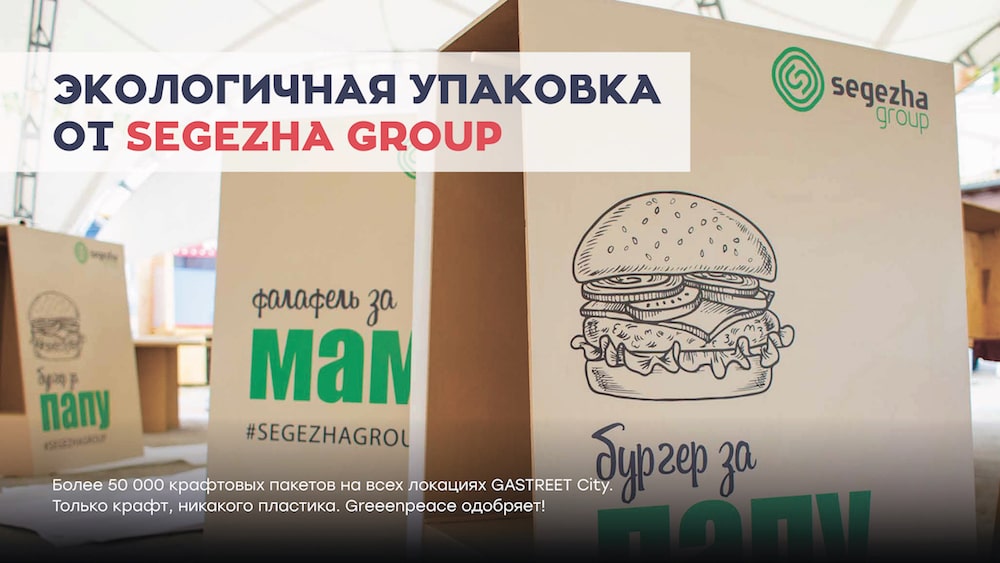 ЭКОЛОГИЧНАЯ УПАКОВКА
ОТ SEGEZHA GROUP
segezha
group
segezha
бургер за
папу
#SEGEZHAGROUP
фалафель за
мам
#SEGEZHAGROU
бургер за
папу
Более 50 000 крафтовых пакетов на всех локациях GASTREET City.
Только крафт, никакого пластика. Greeenpeace одобряет!